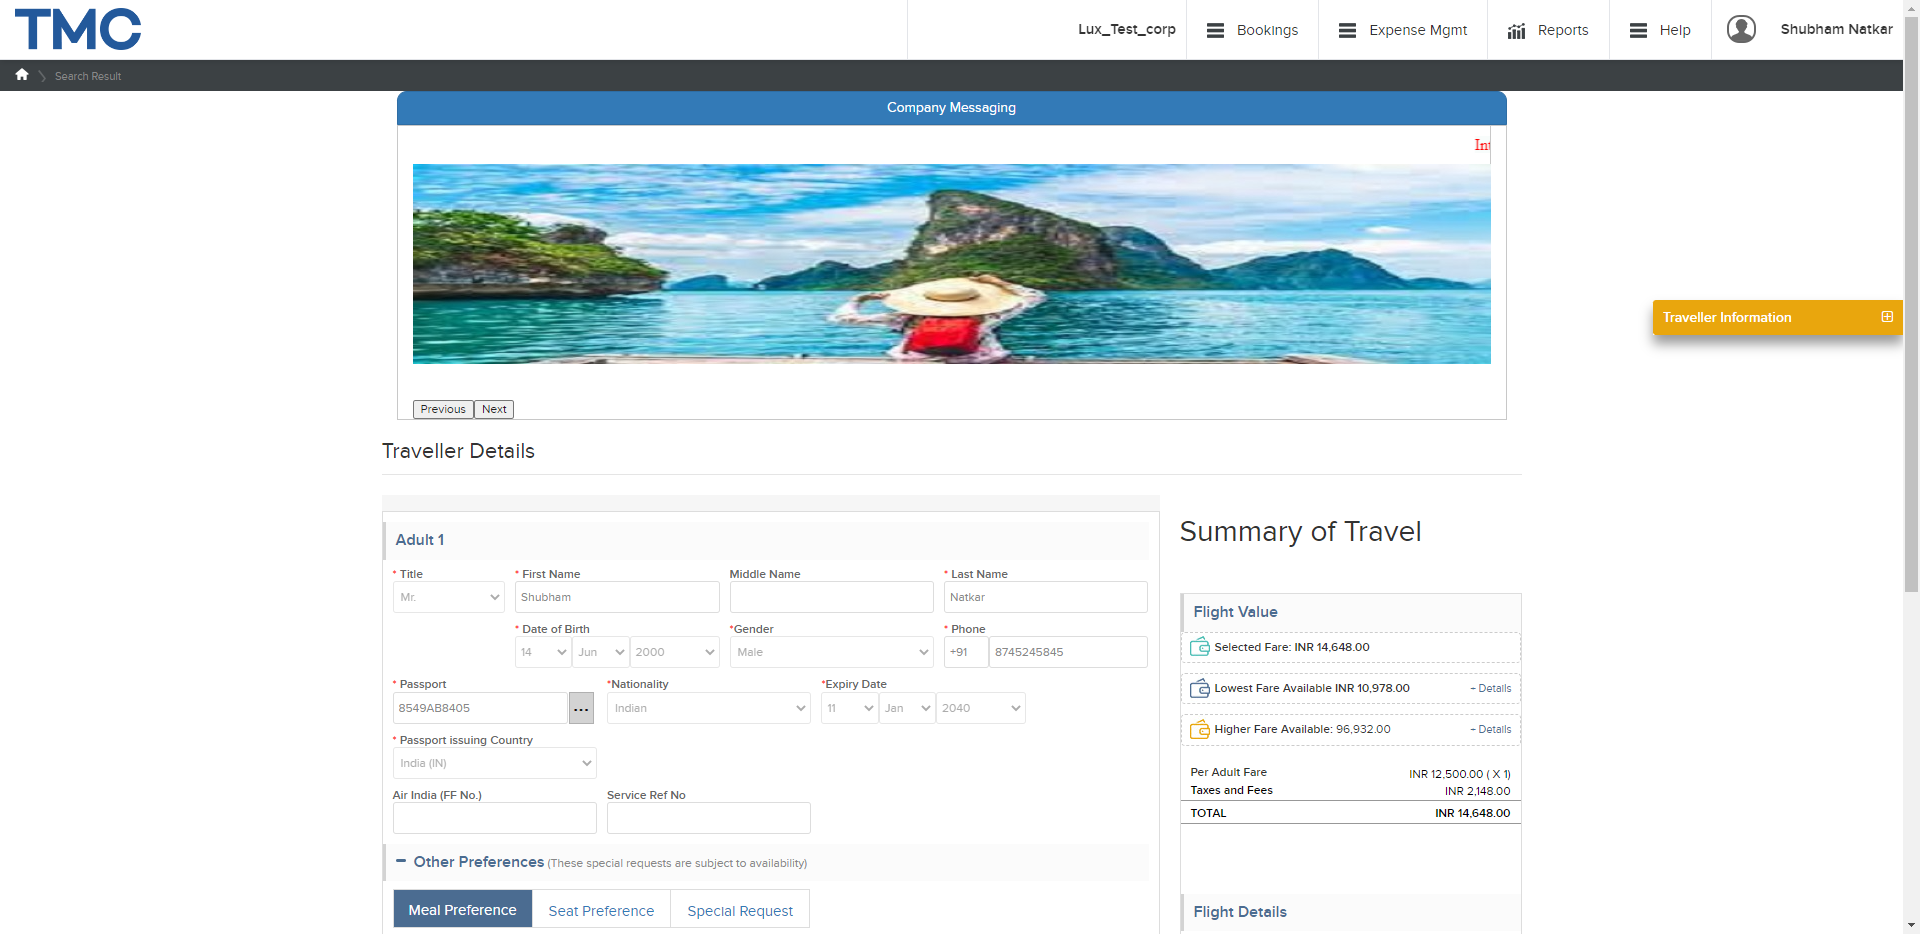 TMC
Lux_Test_corp
Bookings
Expense Mgmt
Reports
Help
Shubham Natkar
Search Result
Company Messaging
Traveller Information
Previous
Next
Traveller Details
Adult 1
* Title
* First Name
Middle Name
* Last Name
Mr.
Shubham
Natkar
* Date of Birth
*Gender
* Phone
14
Jun
2000
Male
+91
8745245845
* Passport
*Nationality
*Expiry Date
8549AB8405
...
Indian
11
Jan
2040
* Passport issuing Country
India (IN)
Air India (FF No.)
Service Ref No
Other Preferences (These special requests are subject to availability)
Meal Preference
Seat Preference
Special Request
Summary of Travel
Flight Value
Selected Fare: INR 14,648.00
Lowest Fare Available INR 10,978.00
+ Details
Higher Fare Available: 96,932.00
+ Details
Per Adult Fare
INR 12,500.00 ( X 1)
Taxes and Fees
INR 2,148.00
TOTAL
INR 14,648.00
Flight Details